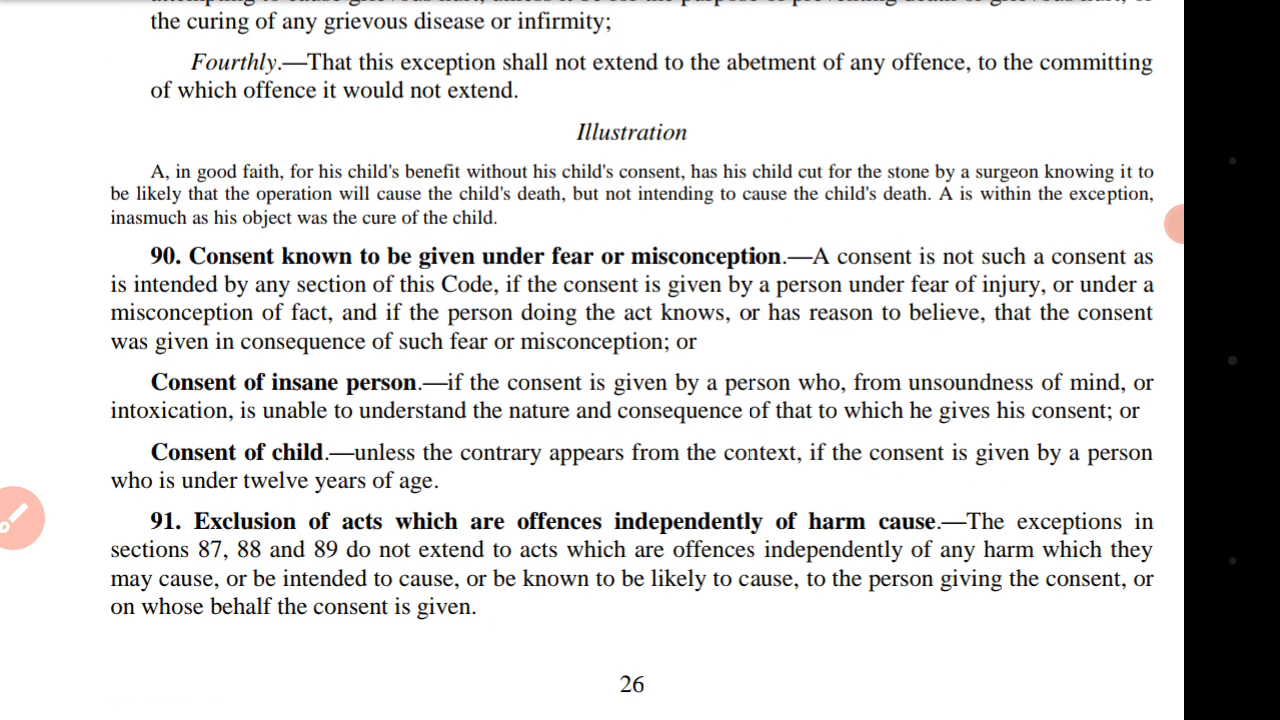 the curing of any grievous disease or infirmity;
Fourthly.—That this exception shall not extend to the abetment of any offence, to the committing
of which offence it would not extend.
Illustration
A, in good faith, for his child's benefit without his child's consent, has his child cut for the stone by a surgeon knowing it to
be likely that the operation will cause the child's death, but not intending to cause the child's death. A is within the exception,
inasmuch as his object was the cure of the child.
90. Consent known to be given under fear or misconception.—A consent is not such a consent as
is intended by any section of this Code, if the consent is given by a person under fear of injury, or under a
misconception of fact, and if the person doing the act knows, or has reason to believe, that the consent
was given in consequence of such fear or misconception; or
Consent of insane person.—if the consent is given by a person who, from unsoundness of mind, or
intoxication, is unable to understand the nature and consequence of that to which he gives his consent; or
Consent of child.—unless the contrary appears from the context, if the consent is given by a person
who is under twelve years of age.
91. Exclusion of acts which are offences independently of harm cause.—The exceptions in
sections 87, 88 and 89 do not extend to acts which are offences independently of any harm which they
may cause, or be intended to cause, or be known to be likely to cause, to the person giving the consent, or
on whose behalf the consent is given.
26